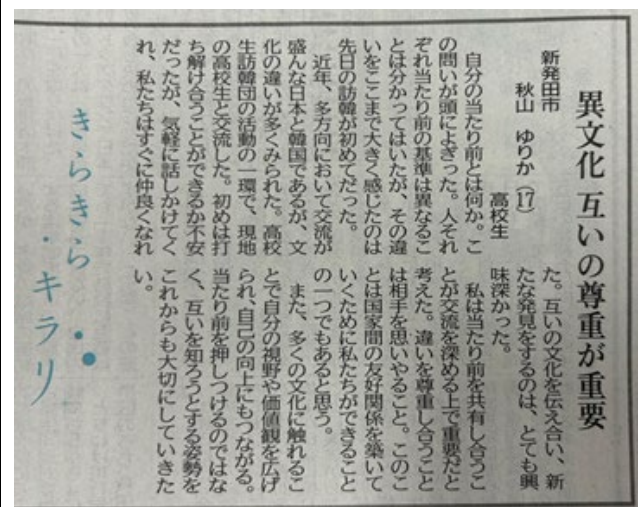 異文化 互いの尊重が重要
新発田市
秋山 ゆりか (17)
高校生
自分の当たり前とは何か。こ
の問いが頭によぎった。人それ
ぞれ当たり前の基準は異なるこ
とは分かってはいたが、その違
いをここまで大きく感じたのは
先日の訪韓が初めてだった。
近年、多方向において交流が
盛んな日本と韓国であるが、文
化の違いが多くみられた。高校
生訪韓団の活動の一環で、現地
の高校生と交流した。初めは打
ち解け合うことができるか不安
だったが、気軽に話しかけてく
れ、私たちはすぐに仲良くなれ
た。互いの文化を伝え合い、新
たな発見をするのは、とても興
味深かった。
私は当たり前を共有し合うこ
とが交流を深める上で重要だと
考えた。違いを尊重し合うこと
は相手を思いやること。このこ
とは国家間の友好関係を築いて
いくために私たちができること
の一つでもあると思う。
また、多くの文化に触れるこ
とで自分の視野や価値観を広げ
られ、自己の向上にもつながる。
当たり前を押しつけるのではな
く、互いを知ろうとする姿勢を
これからも大切にしていきた
い。
きらきら
・キラリ